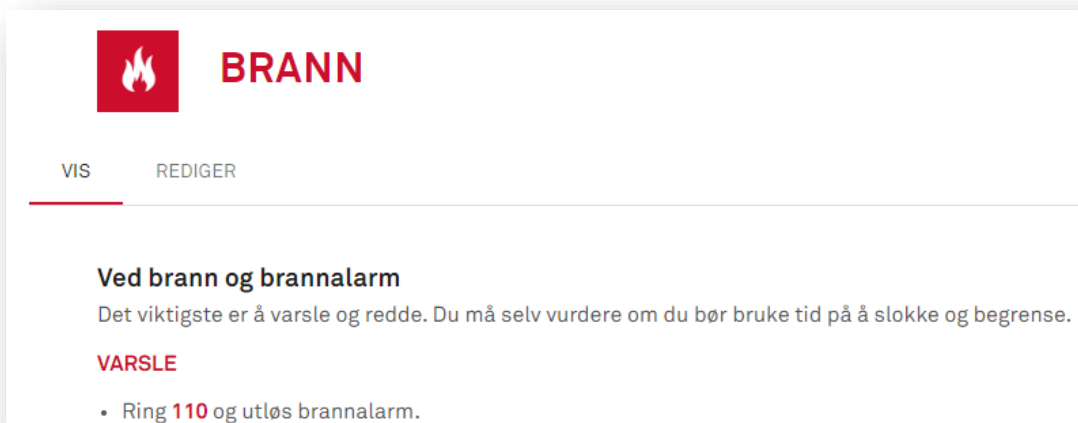 BRANN
VIS REDIGER
Ved brann og brannalarm
Det viktigste er å varsle og redde. Du må selv vurdere om du bør bruke tid på å slokke og begrense.
VARSLE
• Ring 110 og utløs brannalarm.